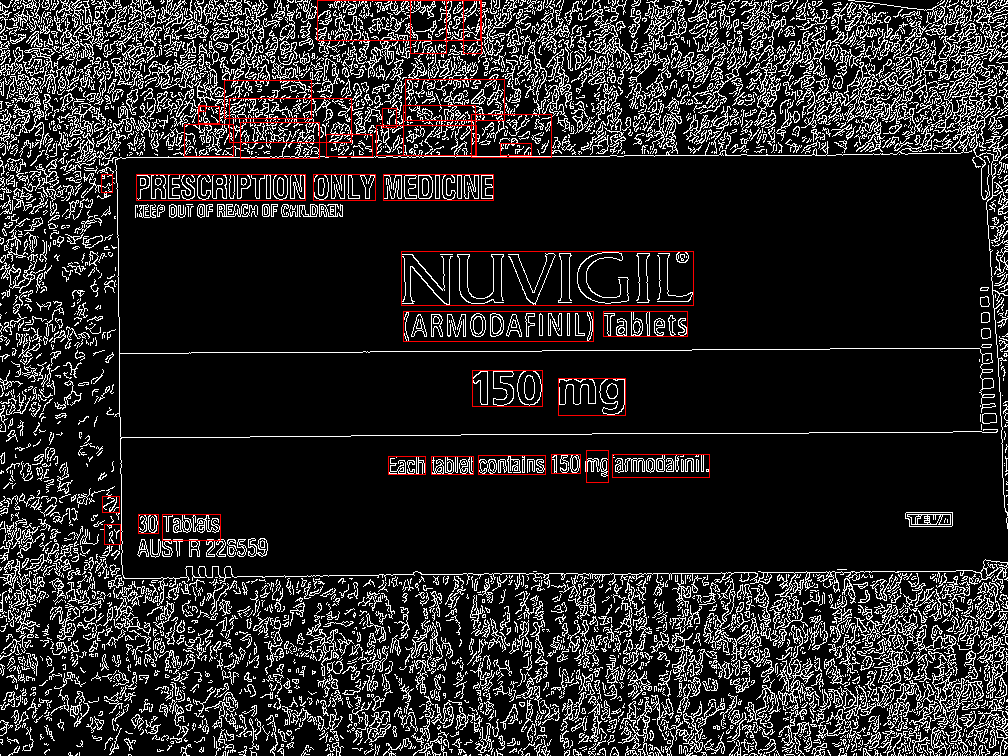 PRESCRIPTION ONLY MEDICINE
KEEP OUT OF REACH OF CHILDREN
NUVIGIL®
(ARMODAFINIL) Tablets
150 mg
Each tablet contains 150 mg armodafinil.
30 Tablets
AUST R 226559
TEVA